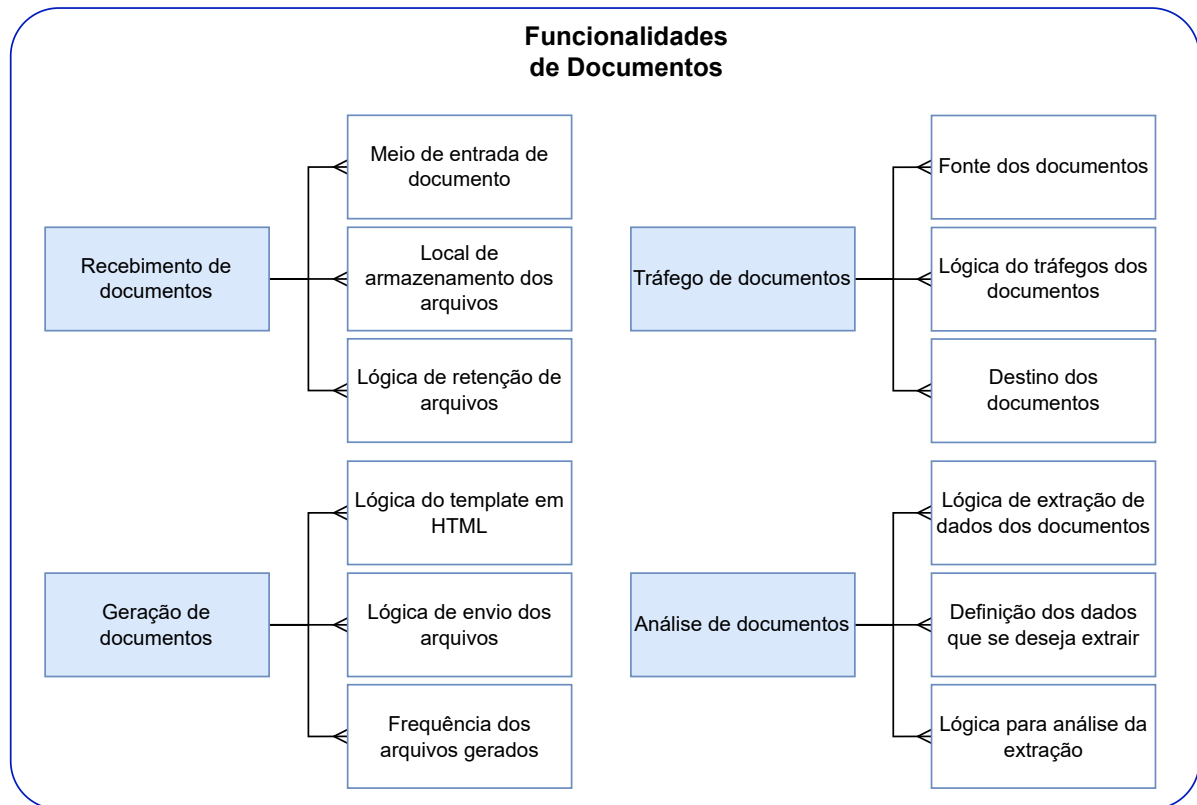 Funcionalidades
de Documentos
Recebimento de
documentos
Meio de entrada de
documento
Local de
armazenamento dos
arquivos
Lógica de retenção de
arquivos
Tráfego de documentos
Fonte dos documentos
Lógica do tráfegos dos
documentos
Destino dos
documentos
Geração de
documentos
Lógica do template em
HTML
Lógica de envio dos
arquivos
Frequência dos
arquivos gerados
Análise de documentos
Lógica de extração de
dados dos documentos
Definição dos dados
que se deseja extrair
Lógica para análise da
extração